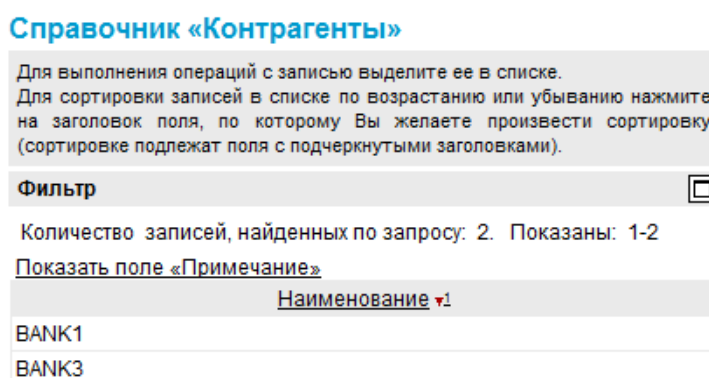 Справочник «Контрагенты»
Для выполнения операций с записью выделите ее в списке.
Для сортировки записей в списке по возрастанию или убыванию нажмите
на заголовок поля, по которому Вы желаете произвести сортировку
(сортировке подлежат поля с подчеркнутыми заголовками).
Фильтр
Количество записей, найденных по запросу: 2. Показаны: 1-2
Показать поле «Примечание»
Наименование 1
BANK1
BANK3